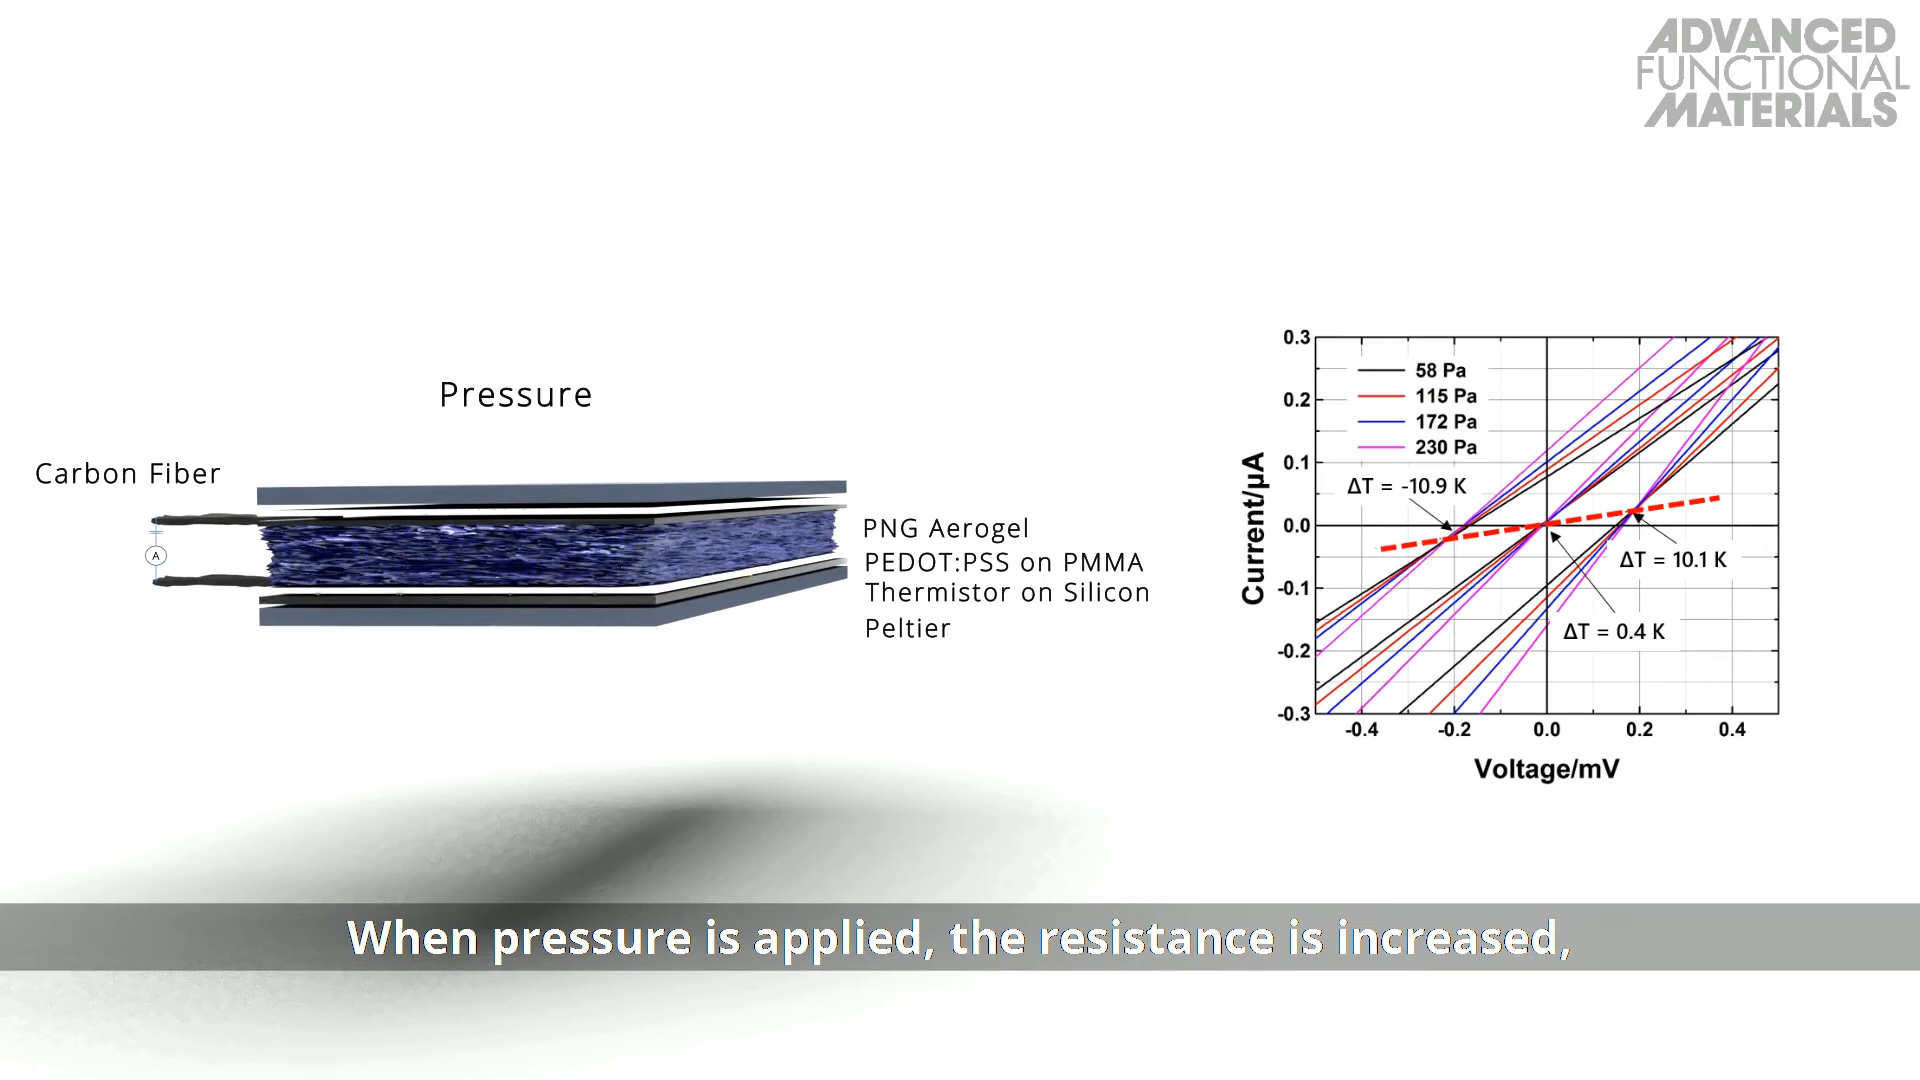 ADVANCED
FUNCTIONAL
MATERIALS
Pressure
Carbon Fiber
A
PNG Aerogel
PEDOT:PSS on PMMA
Thermistor on Silicon
Peltier
0.3
0.2
0.1
0.0
-0.1
-0.2
-0.3
Current/µA
58 Pa
115 Pa
172 Pa
230 Pa
ΔT = -10.9 K
ΔT = 10.1 K
ΔT = 0.4 K
-0.4
-0.2
0.0
0.2
0.4
Voltage/mV
When pressure is applied, the resistance is increased,